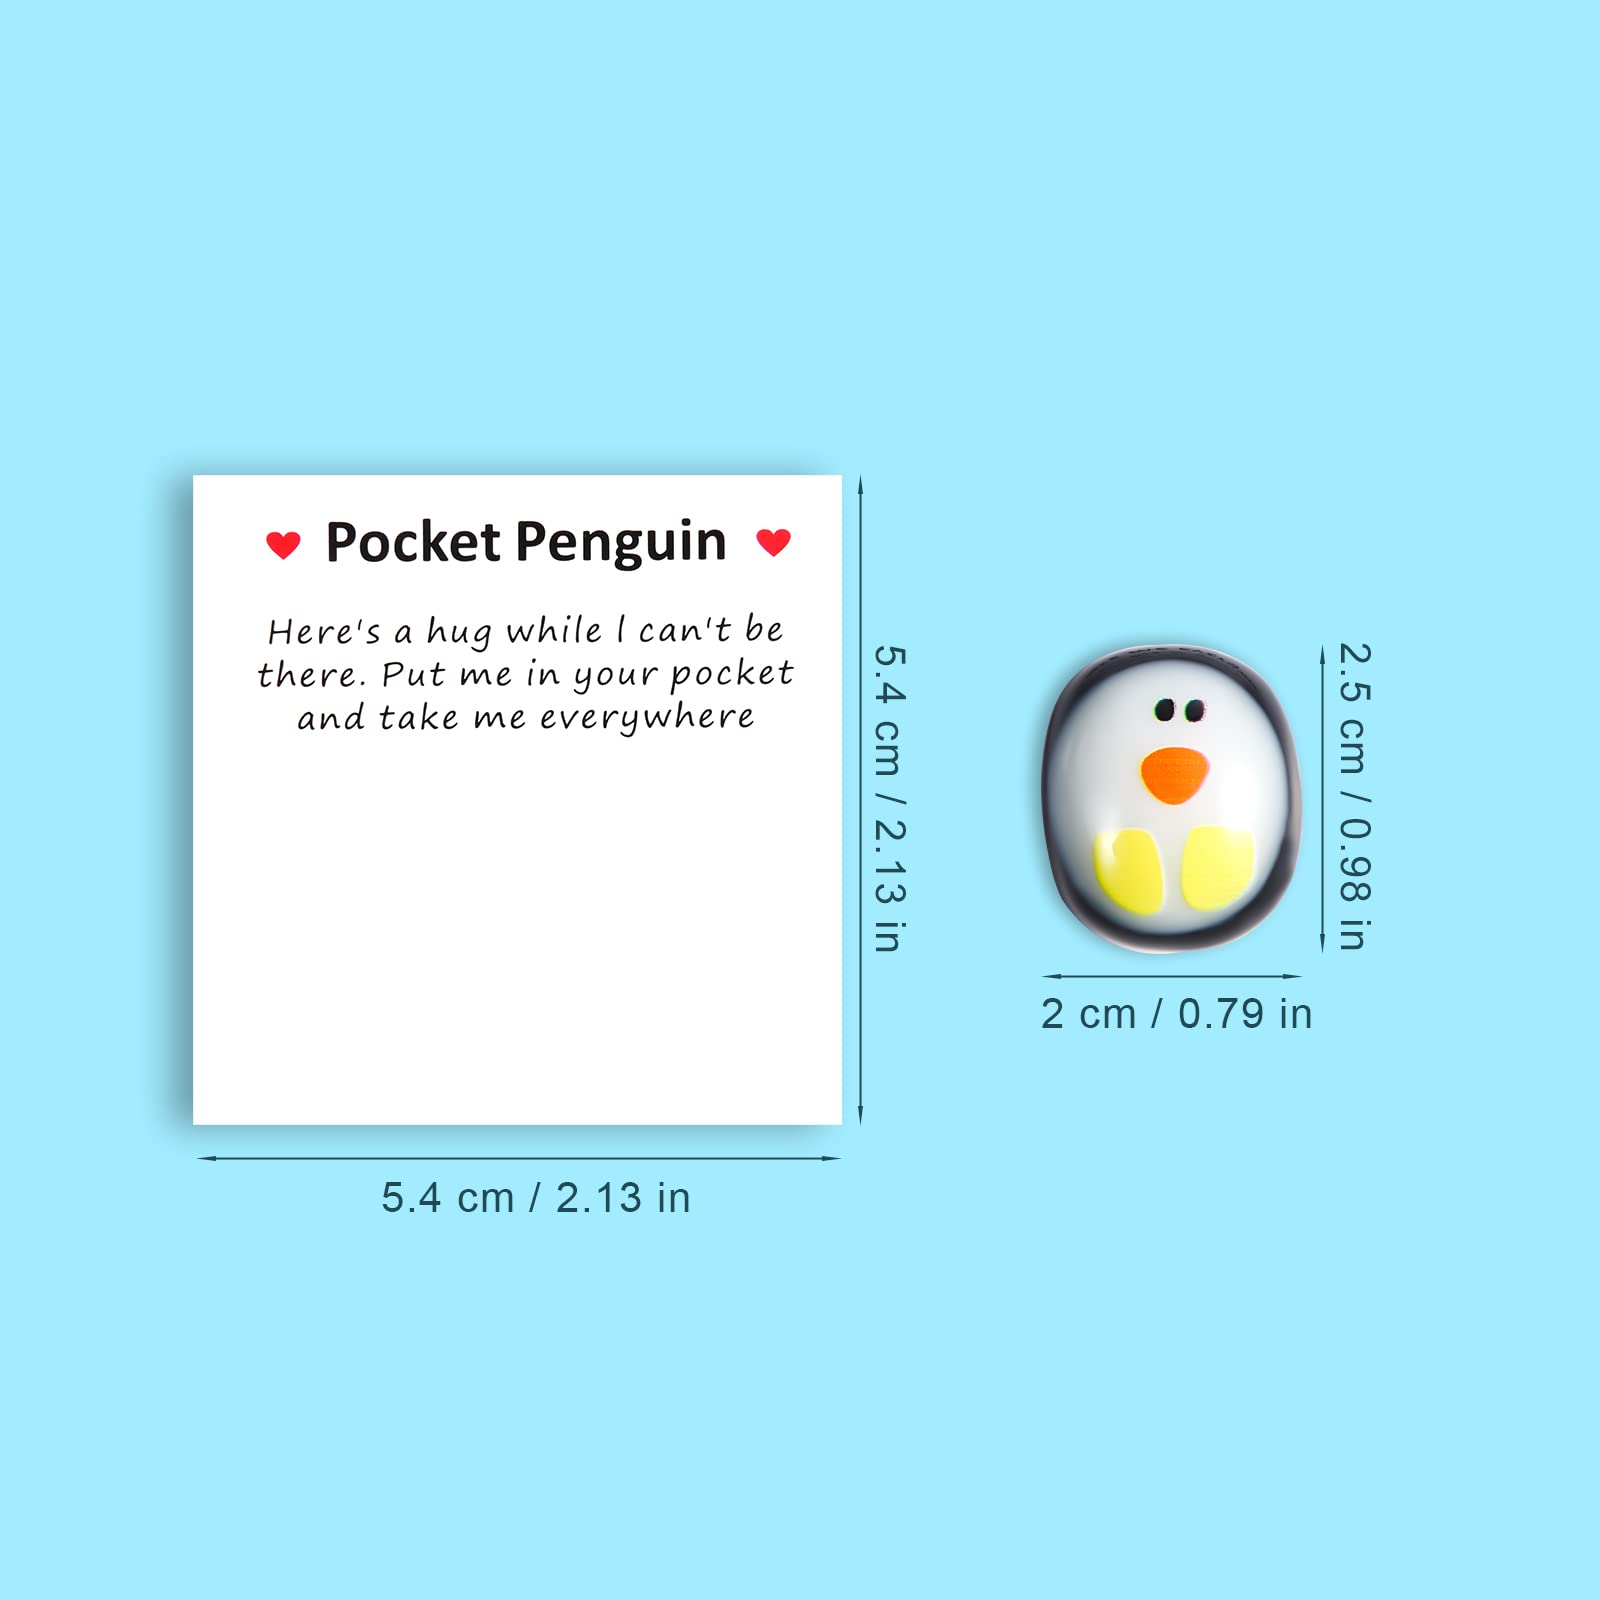 Pocket Penguin
Here's a hug while I can't be
there. Put me in your pocket
and take me everywhere
5.4 cm / 2.13 in
5.4 cm / 2.13 in
2.5 cm / 0.98 in
2 cm / 0.79 in